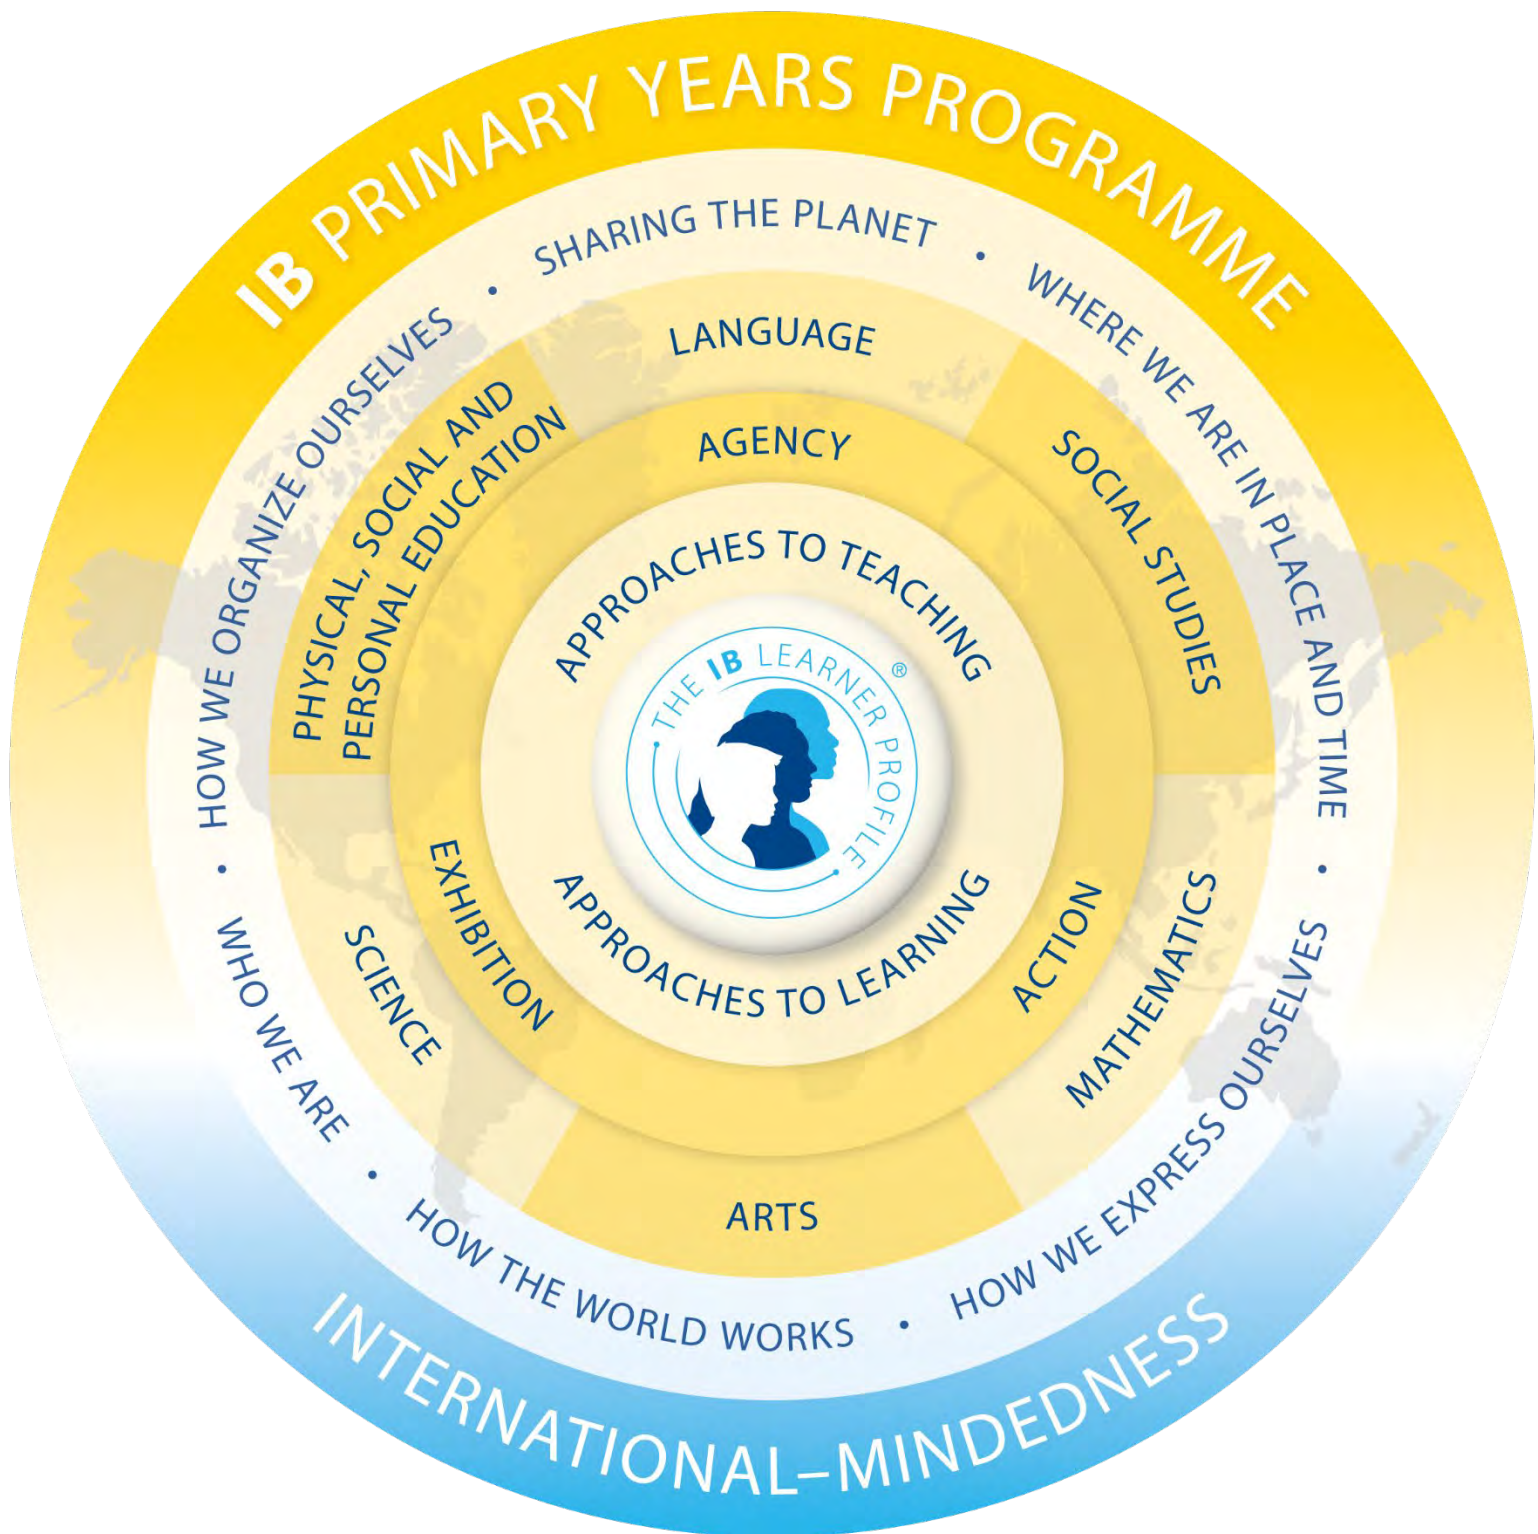 IB PRIMARY YEARS PROGRAMME
SHARING THE PLANET
•
WHERE WE ARE IN PLACE AND TIME
•
HOW WE EXPRESS OURSELVES
•
HOW THE WORLD WORKS
•
WHO WE ARE
•
HOW WE ORGANIZE OURSELVES
•
LANGUAGE
SOCIAL STUDIES
MATHEMATICS
ARTS
SCIENCE
PHYSICAL, SOCIAL AND
PERSONAL EDUCATION
AGENCY
ACTION
EXHIBITION
APPROACHES TO TEACHING
THE IB LEARNER PROFILE ®
APPROACHES TO LEARNING
INTERNATIONAL–MINDEDNESS